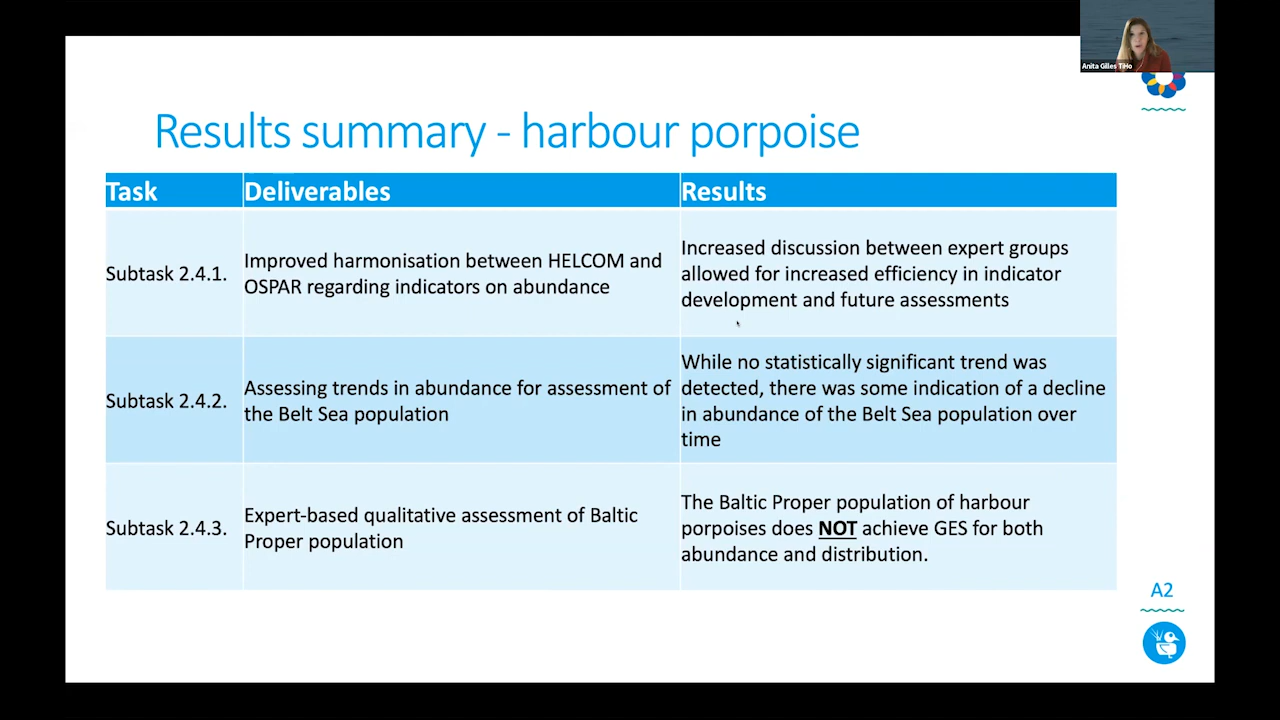 Anita Gilles TiHo
Results summary - harbour porpoise
Task
Deliverables
Results
Subtask 2.4.1.
Improved harmonisation between HELCOM and
OSPAR regarding indicators on abundance
Increased discussion between expert groups
allowed for increased efficiency in indicator
development and future assessments
Subtask 2.4.2.
Assessing trends in abundance for assessment of
the Belt Sea population
While no statistically significant trend was
detected, there was some indication of a decline
in abundance of the Belt Sea population over
time
Subtask 2.4.3.
Expert-based qualitative assessment of Baltic
Proper population
The Baltic Proper population of harbour
porpoises does NOT achieve GES for both
abundance and distribution.
A2